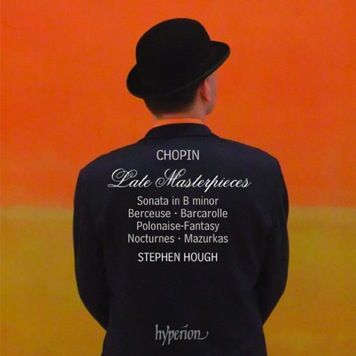 CHOPIN
Late Masterpieces
Sonata in B minor
Berceuse · Barcarolle
Polonaise-Fantasy
Nocturnes · Mazurkas
STEPHEN HOUGH
hyperion